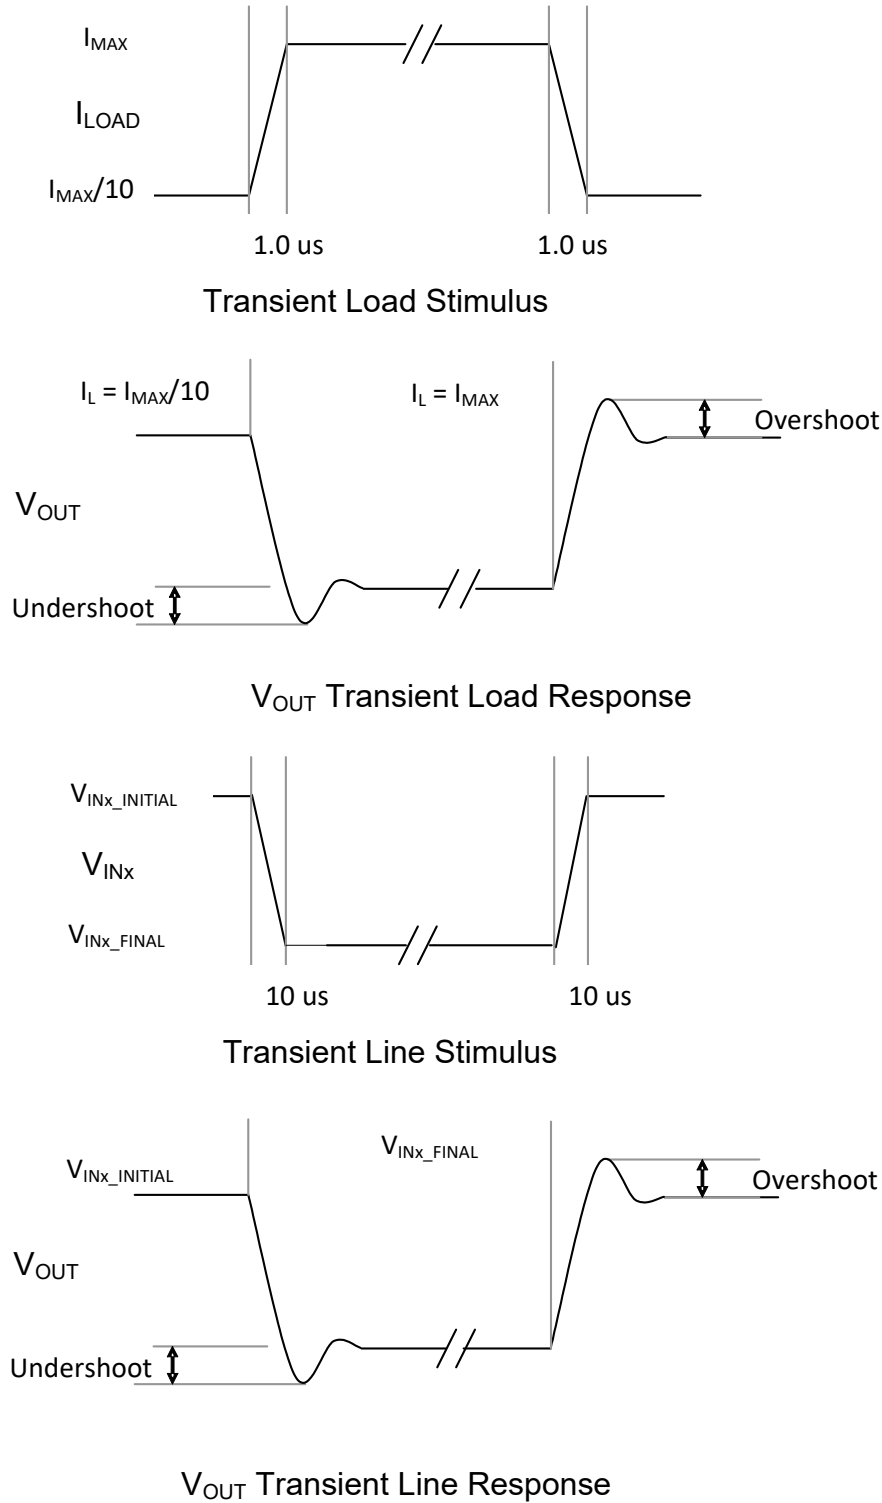 IMAX
ILOAD
IMAX/10
1.0 us 1.0 us
Transient Load Stimulus
IL = IMAX/10 IL = IMAX
Overshoot
VOUT
Undershoot
VOUT Transient Load Response
VINx_INITIAL
VINx
VINx_FINAL
10 us 10 us
Transient Line Stimulus
VINx_INITIAL VINx_FINAL
Overshoot
VOUT
Undershoot
VOUT Transient Line Response